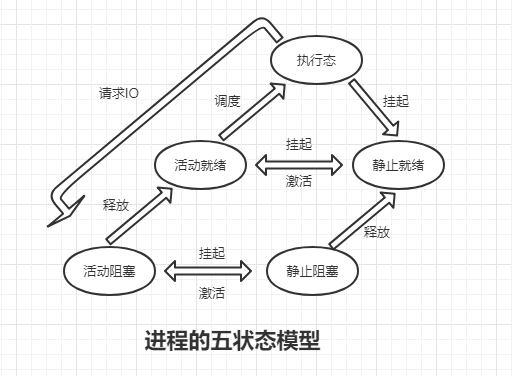 执行态
请求IO
调度
挂起
挂起
活动就绪
静止就绪
激活
释放
释放
挂起
活动阻塞
静止阻塞
激活
进程的五状态模型